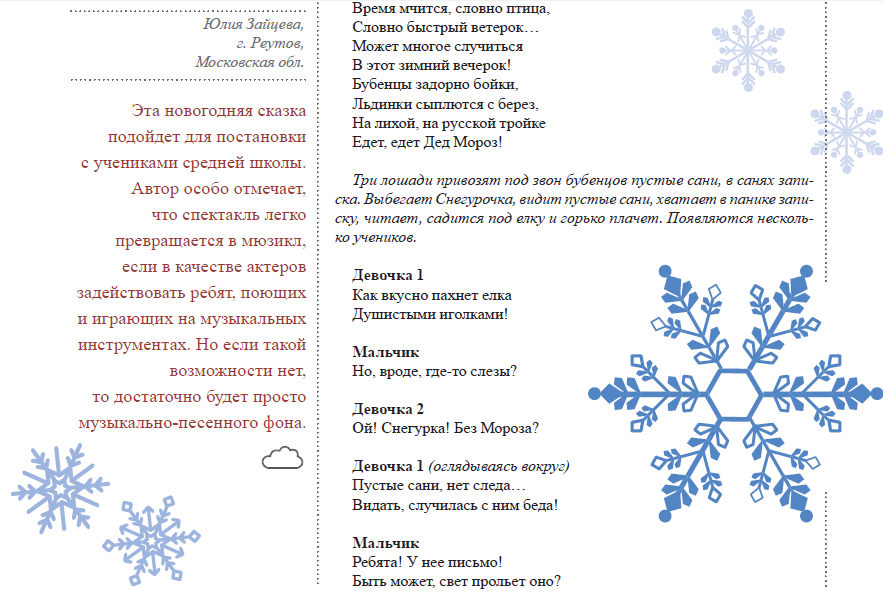 Юлия Зайцева,
г. Реутов,
Московская обл.
Эта новогодняя сказка
подойдет для постановки
с учениками средней школы.
Автор особо отмечает,
что спектакль легко
превращается в мюзикл,
если в качестве актеров
задействовать ребят, поющих
и играющих на музыкальных
инструментах. Но если такой
возможности нет,
то достаточно будет просто
музыкально-песенного фона.
Время мчится, словно птица,
Словно быстрый ветерок…
Может многое случиться
В этот зимний вечерок!
Бубенцы задорно бойки,
Льдинки сыплются с берез,
На лихой, на русской тройке
Едет, едет Дед Мороз!
Три лошади привозят под звон бубенцов пустые сани, в санях запи-
ска. Выбегает Снегурочка, видит пустые сани, хватает в панике запи-
ску, читает, садится под елку и горько плачет. Появляются несколь-
ко учеников.
Девочка 1
Как вкусно пахнет елка
Душистыми иголками!
Мальчик
Но, вроде, где-то слезы?
Девочка 2
Ой! Снегурка! Без Мороза?
Девочка 1 (оглядываясь вокруг)
Пустые сани, нет следа…
Видать, случилась с ним беда!
Мальчик
Ребята! У нее письмо!
Быть может, свет прольет оно?